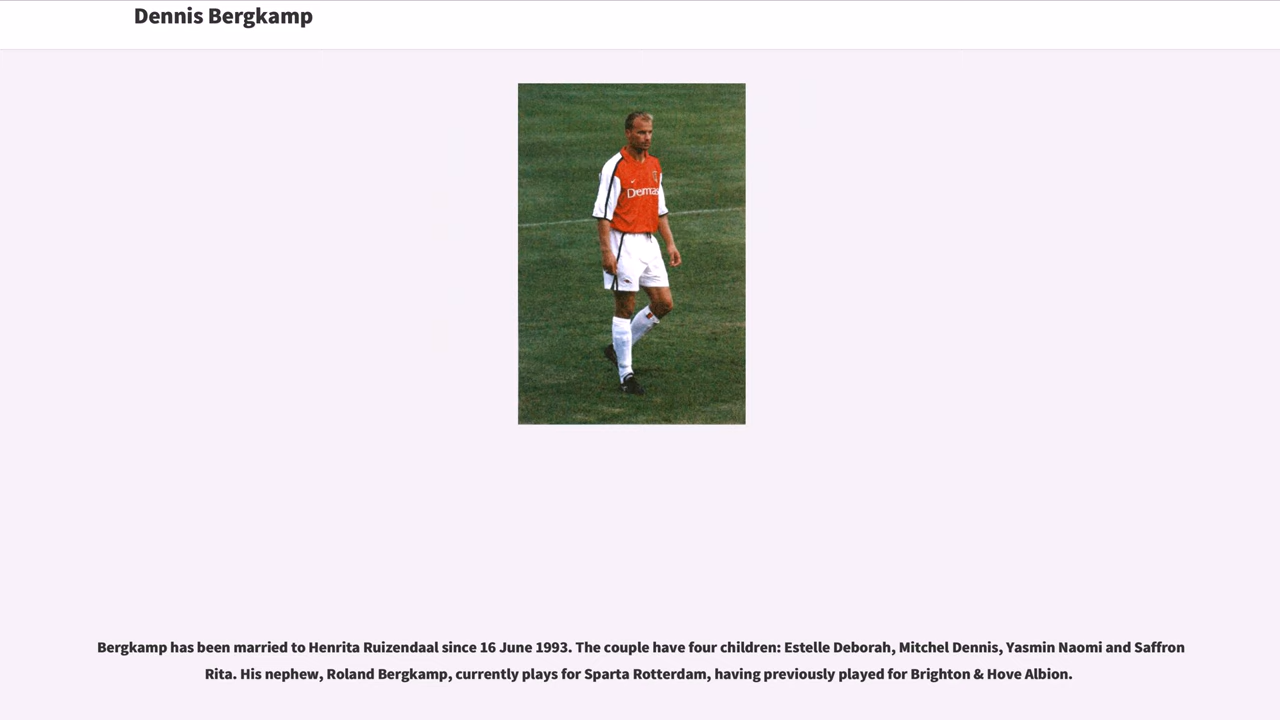 Dennis Bergkamp
Bergkamp has been married to Henrita Ruizendaal since 16 June 1993. The couple have four children: Estelle Deborah, Mitchel Dennis, Yasmin Naomi and Saffron
Rita. His nephew, Roland Bergkamp, currently plays for Sparta Rotterdam, having previously played for Brighton & Hove Albion.